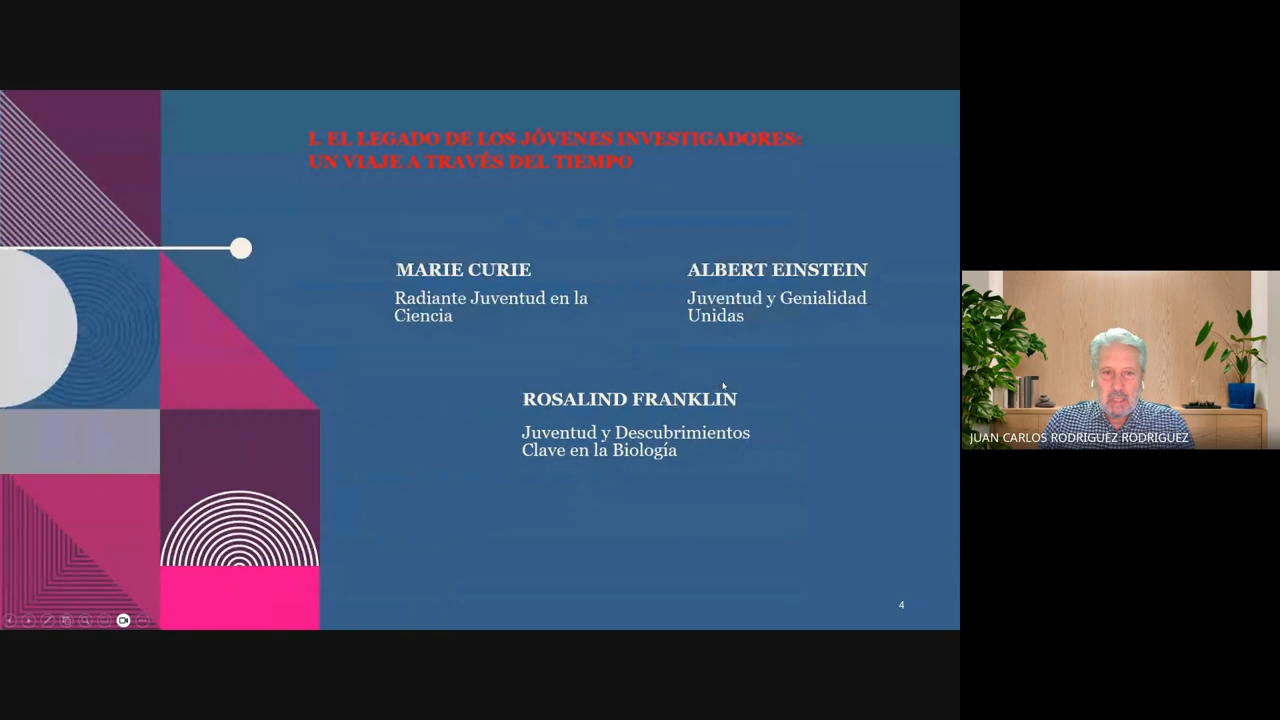 I. EL LEGADO DE LOS JÓVENES INVESTIGADORES:
UN VIAJE A TRAVÉS DEL TIEMPO
MARIE CURIE
Radiante Juventud en la
Ciencia
ALBERT EINSTEIN
Juventud y Genialidad
Unidas
ROSALIND FRANKLIN
Juventud y Descubrimientos
Clave en la Biología
4
JUAN CARLOS RODRIGUEZ RODRIGUEZ